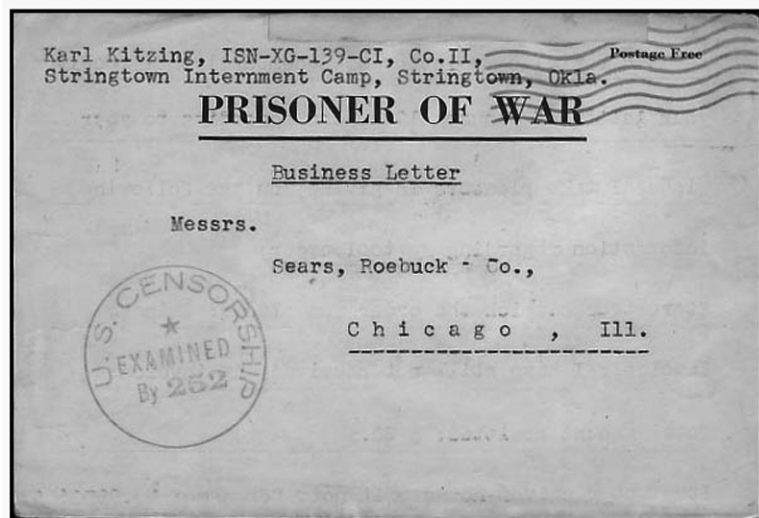 Karl Kitzing, ISN-XG-139-CI, Co.II,
Postage Free
Stringtown Internment Camp, Stringtown, Okla.
PRISONER OF WAR
Business Letter
Messrs.
Sears, Roebuck - Co.,
Chicago , Ill.
U.S. CENSORSHIP
EXAMINED
By 252